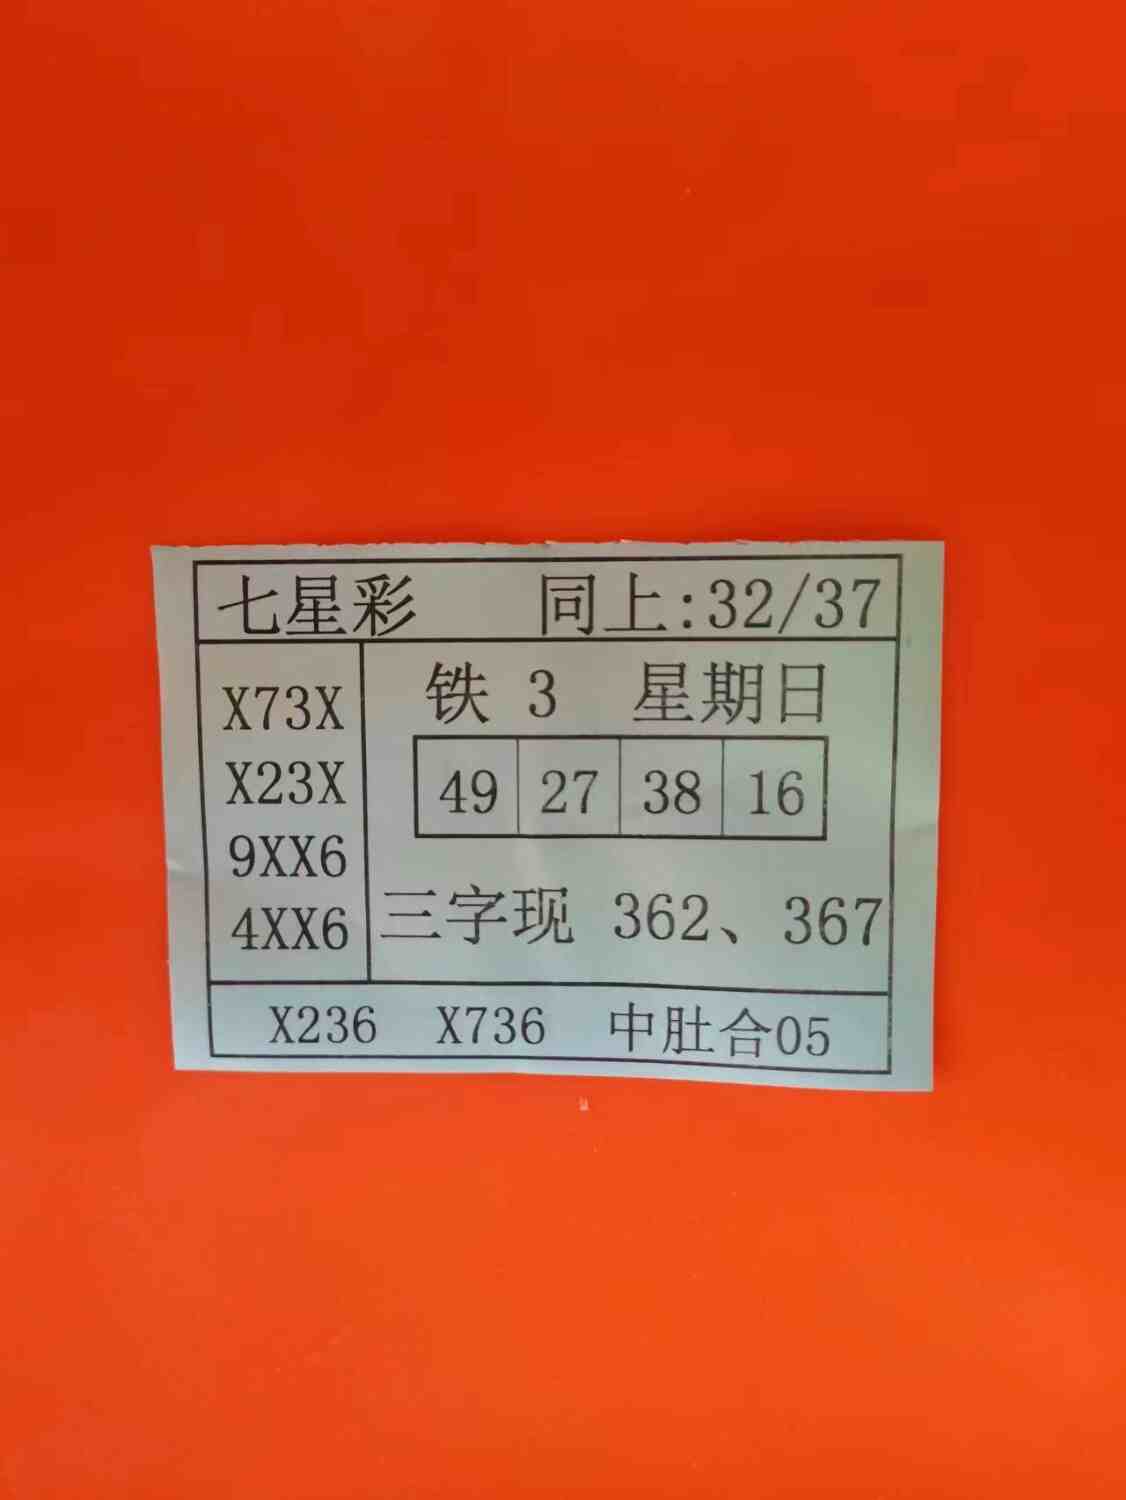 七星彩 同上:32/37
X73X
X23X
9XX6
4XX6
铁 3 星期日
49 27 38 16
三字现 362、367
X236 X736 中肚合05